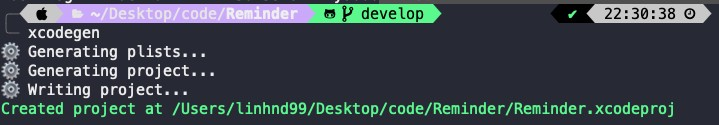 ~/Desktop/code/Reminder develop ✔ 22:30:38
xcodegen
⚙️ Generating plists...
⚙️ Generating project...
⚙️ Writing project...
Created project at /Users/linhnd99/Desktop/code/Reminder/Reminder.xcodeproj